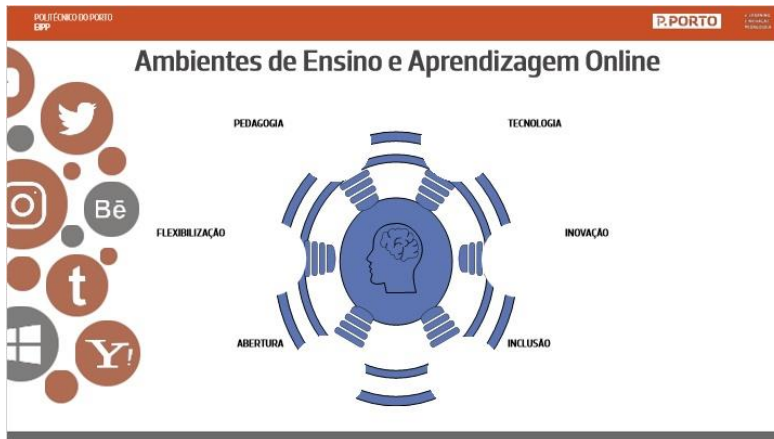 POLITÉCNICO DO PORTO
EIPP
P.PORTO
Ambientes de Ensino e Aprendizagem Online
PEDAGOGIA
TECNOLOGIA
Bē
FLEXIBILIZAÇÃO
INOVAÇÃO
t
ABERTURA
INCLUSÃO
Y!